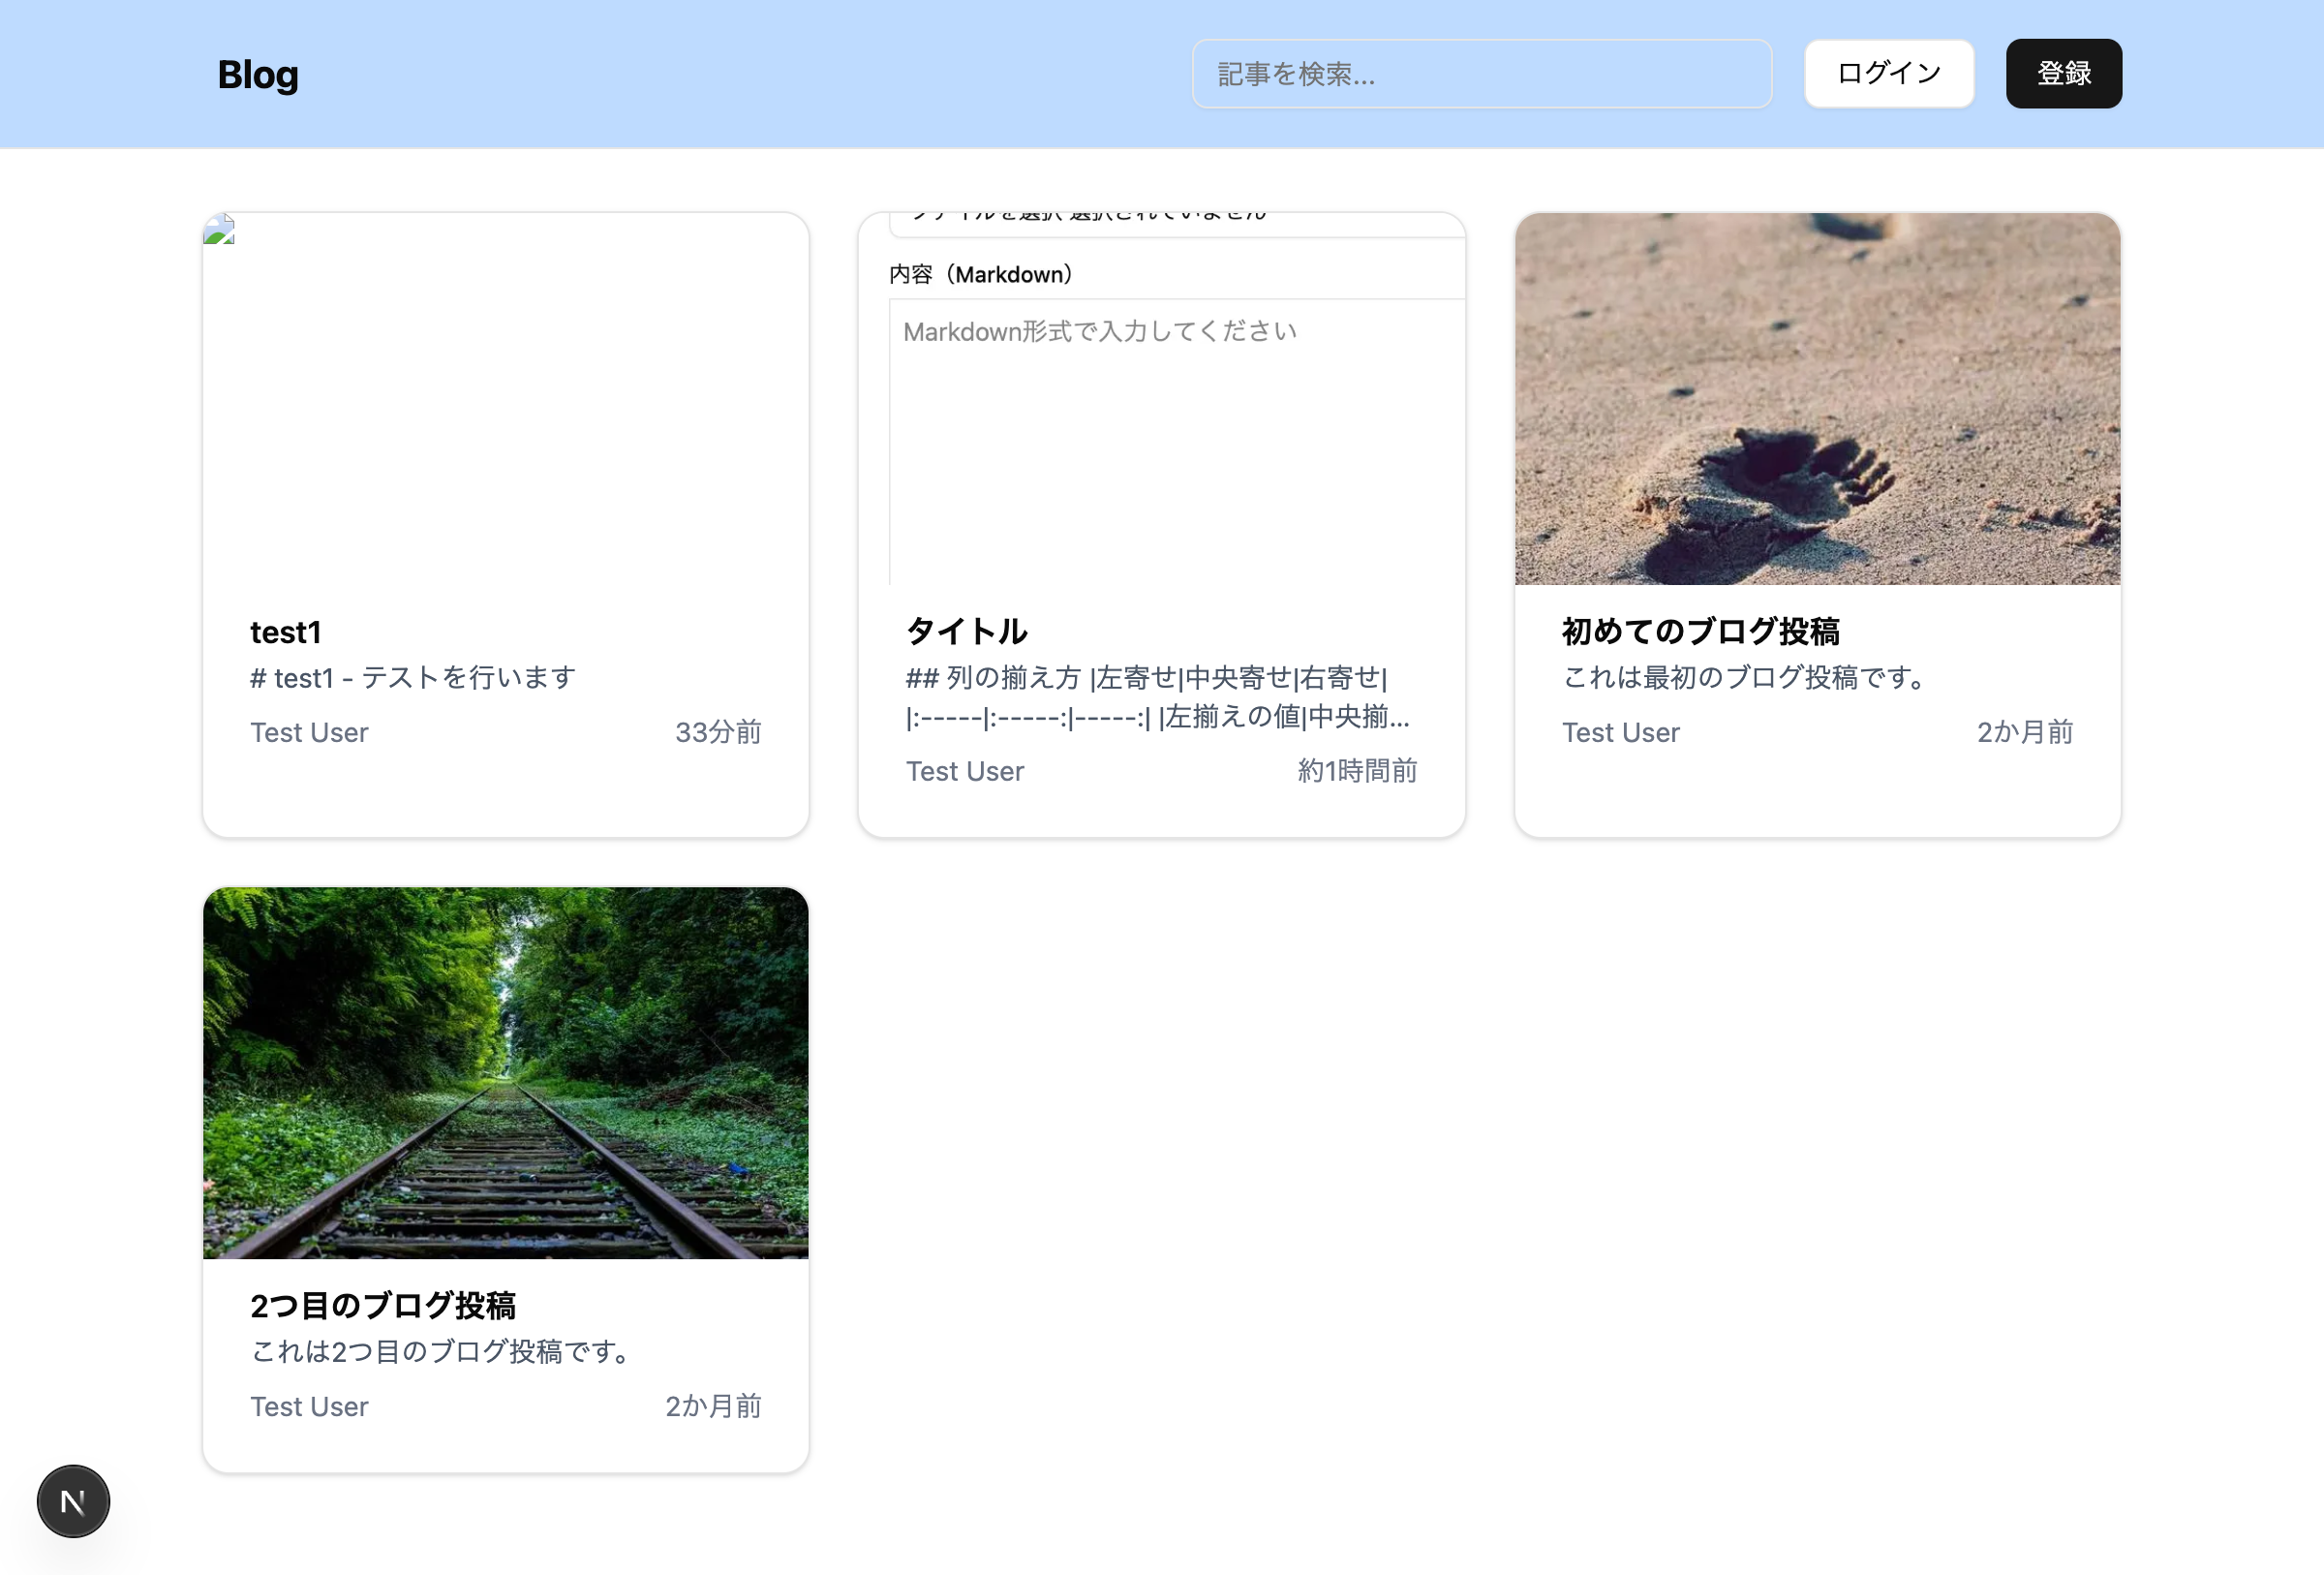 Blog
記事を検索...
ログイン
登録
内容（Markdown）
Markdown形式で入力してください
test1
# test1 - テストを行います
Test User
33分前
タイトル
## 列の揃え方 |左寄せ|中央寄せ|右寄せ|
|:-----|:-----:|-----:| |左揃えの値|中央揃...
Test User
約1時間前
初めてのブログ投稿
これは最初のブログ投稿です。
Test User
2か月前
2つ目のブログ投稿
これは2つ目のブログ投稿です。
Test User
2か月前
N